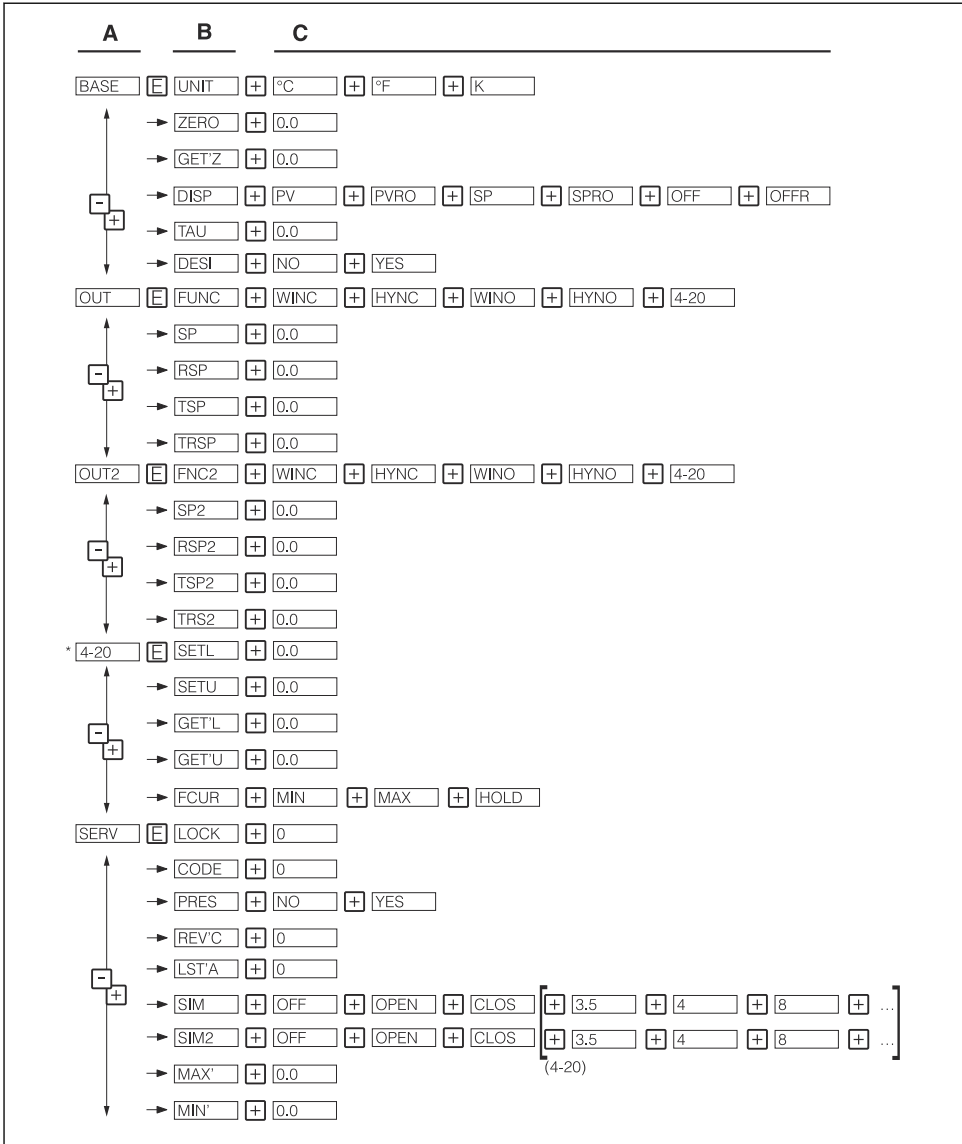 A B C
BASE E UNIT + °C + °F + K
ZERO + 0.0
GET'Z + 0.0
DISP + PV + PVRO + SP + SPRO + OFF + OFFR
-
+
TAU + 0.0
DESI + NO + YES
OUT E FUNC + WINC + HYNC + WINO + HYNO + 4-20
SP + 0.0
RSP + 0.0
-
+
TSP + 0.0
TRSP + 0.0
OUT2 E FNC2 + WINC + HYNC + WINO + HYNO + 4-20
SP2 + 0.0
RSP2 + 0.0
-
+
TSP2 + 0.0
TRS2 + 0.0
* 4-20 E SETL + 0.0
SETU + 0.0
GET'L + 0.0
-
+
GET'U + 0.0
FCUR + MIN + MAX + HOLD
SERV E LOCK + 0
CODE + 0
PRES + NO + YES
REV'C + 0
LST'A + 0
-
+
SIM + OFF + OPEN + CLOS [ + 3.5 + 4 + 8 + ... ]
SIM2 + OFF + OPEN + CLOS [ + 3.5 + 4 + 8 + ... ]
(4-20)
MAX' + 0.0
MIN' + 0.0